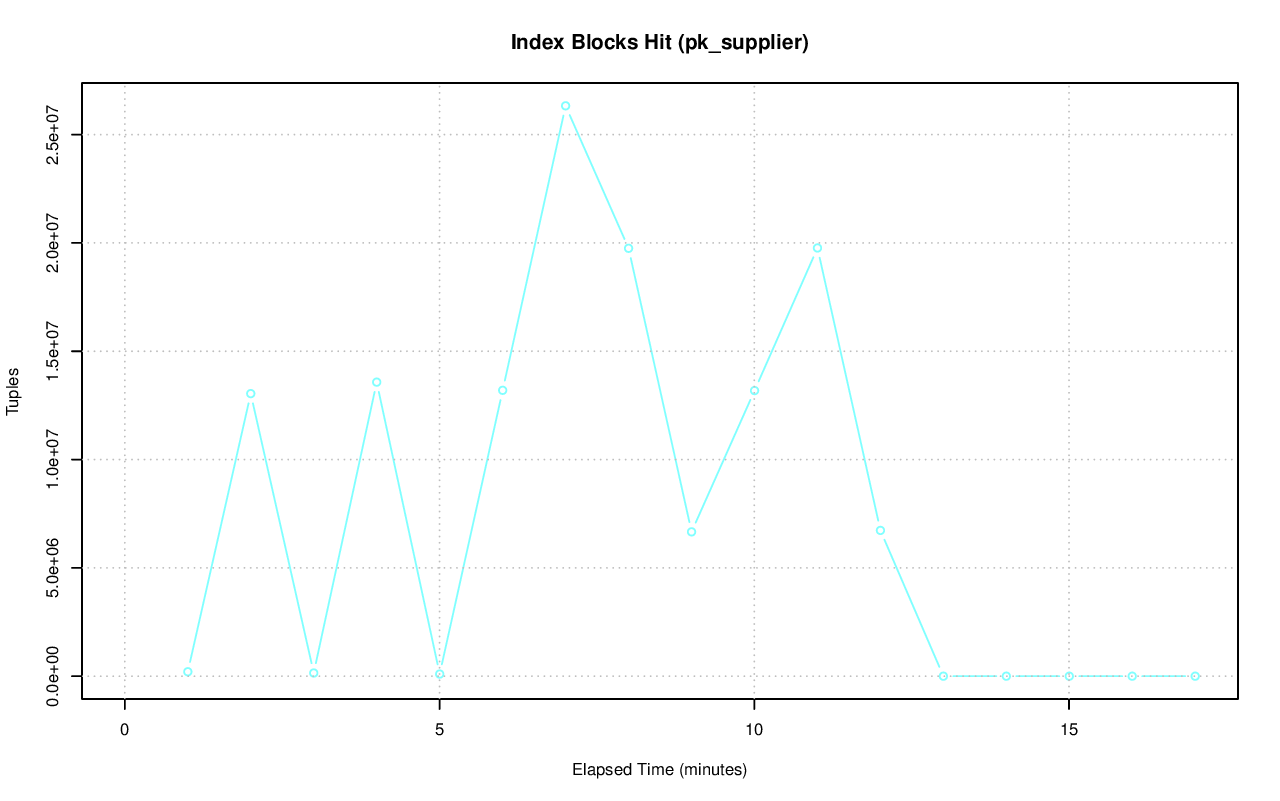 Index Blocks Hit (pk_supplier)
Tuples
2.5e+07
2.0e+07
1.5e+07
1.0e+07
5.0e+06
0.0e+00
0 5 10 15
Elapsed Time (minutes)